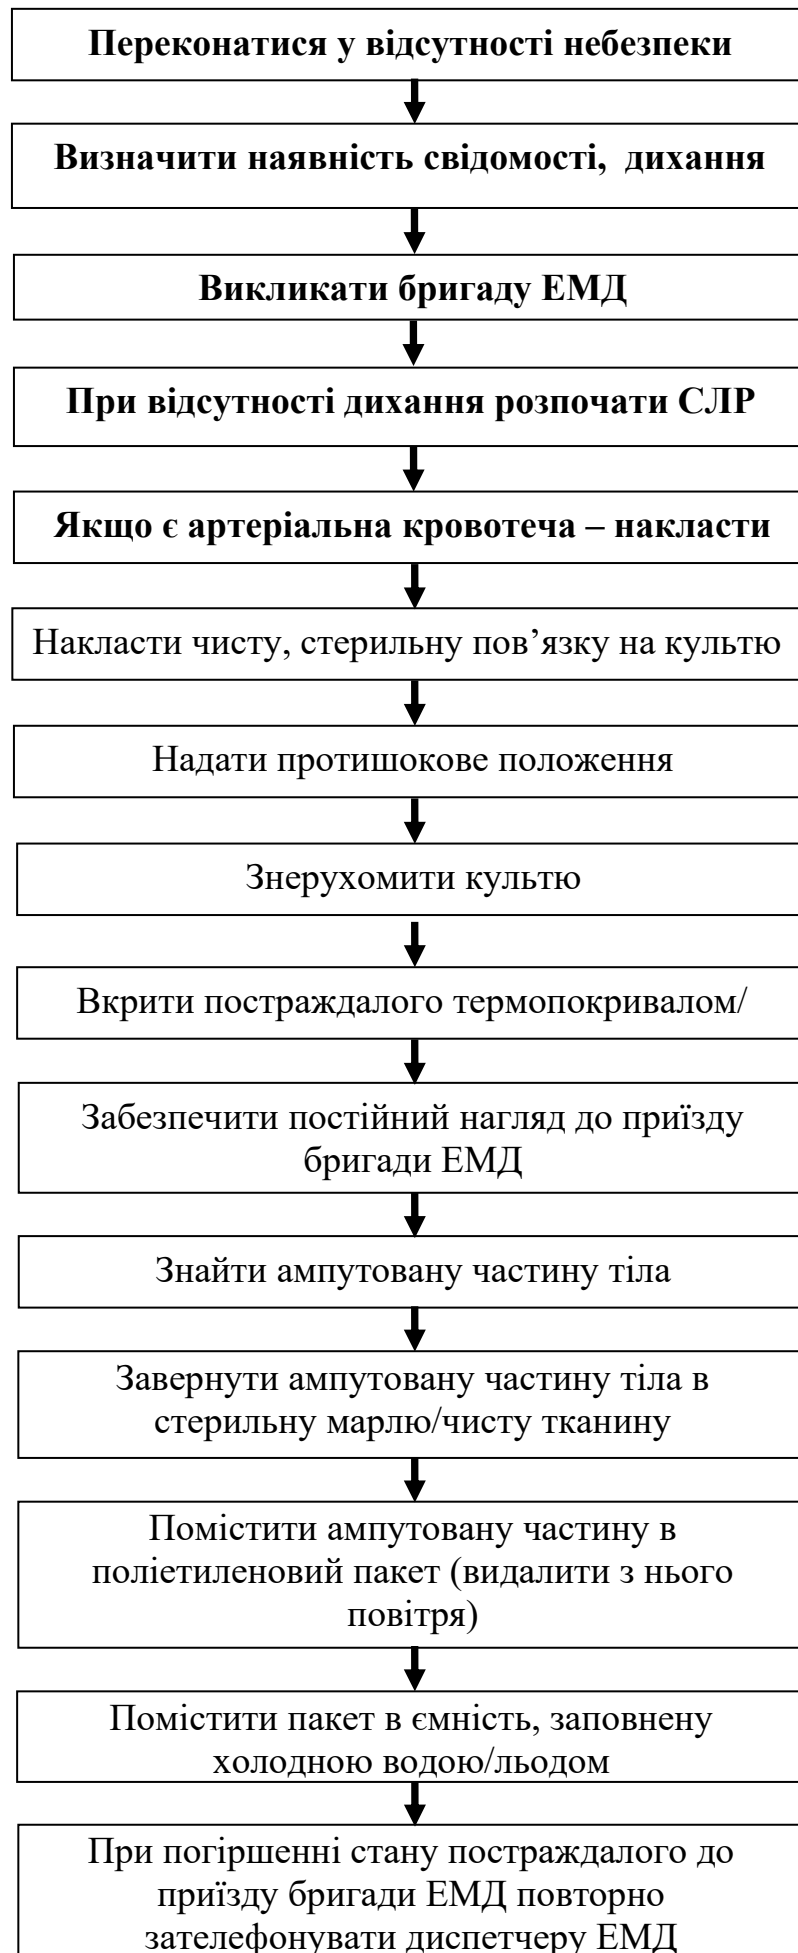 Переконатися у відсутності небезпеки
Визначити наявність свідомості, дихання
Викликати бригаду ЕМД
При відсутності дихання розпочати СЛР
Якщо є артеріальна кровотеча – накласти
Накласти чисту, стерильну пов’язку на культю
Надати протишокове положення
Знерухомити культю
Вкрити постраждалого термопокривалом/
Забезпечити постійний нагляд до приїзду
бригади ЕМД
Знайти ампутовану частину тіла
Завернути ампутовану частину тіла в
стерильну марлю/чисту тканину
Помістити ампутовану частину в
поліетиленовий пакет (видалити з нього
повітря)
Помістити пакет в ємність, заповнену
холодною водою/льодом
При погіршенні стану постраждалого до
приїзду бригади ЕМД повторно
зателефонувати диспетчеру ЕМД